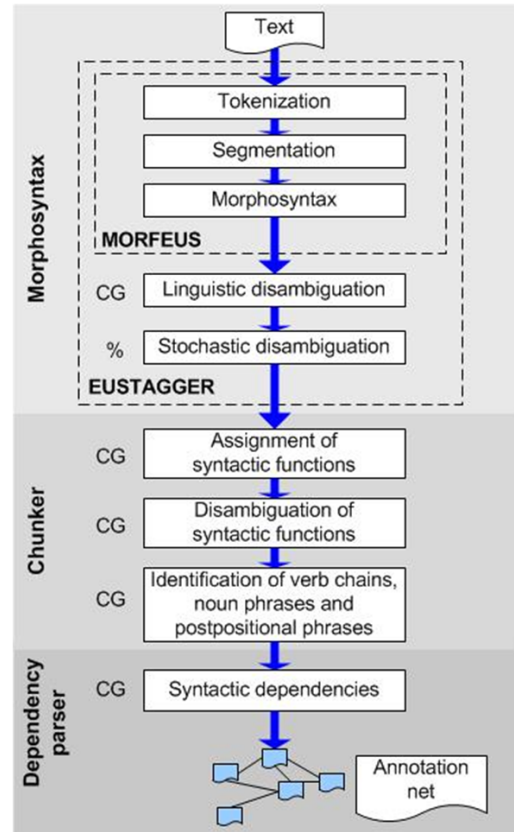 Text
Tokenization
Segmentation
Morphosyntax
MORFEUS
CG
Linguistic disambiguation
%
Stochastic disambiguation
EUSTAGGER
Morphosyntax
CG
Assignment of
syntactic functions
CG
Disambiguation of
syntactic functions
CG
Identification of verb chains,
noun phrases and
postpositional phrases
Chunker
CG
Syntactic dependencies
Dependency
parser
Annotation
net